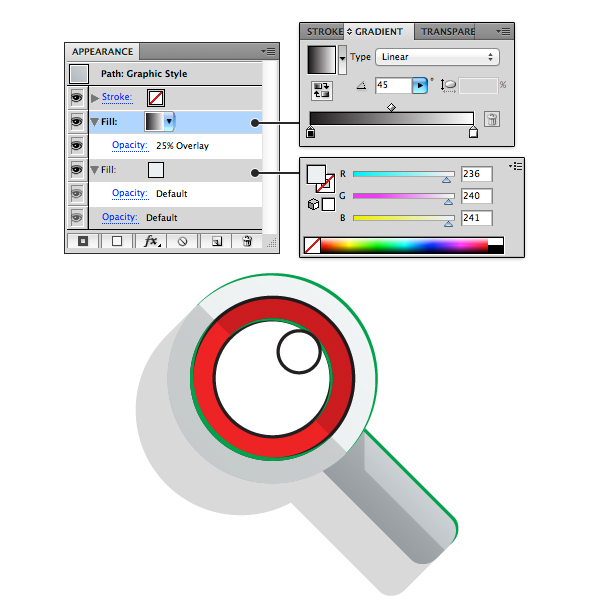 APPEARANCE
Path: Graphic Style
Stroke:
Fill:
Opacity: 25% Overlay
Fill:
Opacity: Default
Opacity: Default
fx
STROKE GRADIENT TRANSPARE
Type Linear
45 ° %
R 236
G 240
B 241